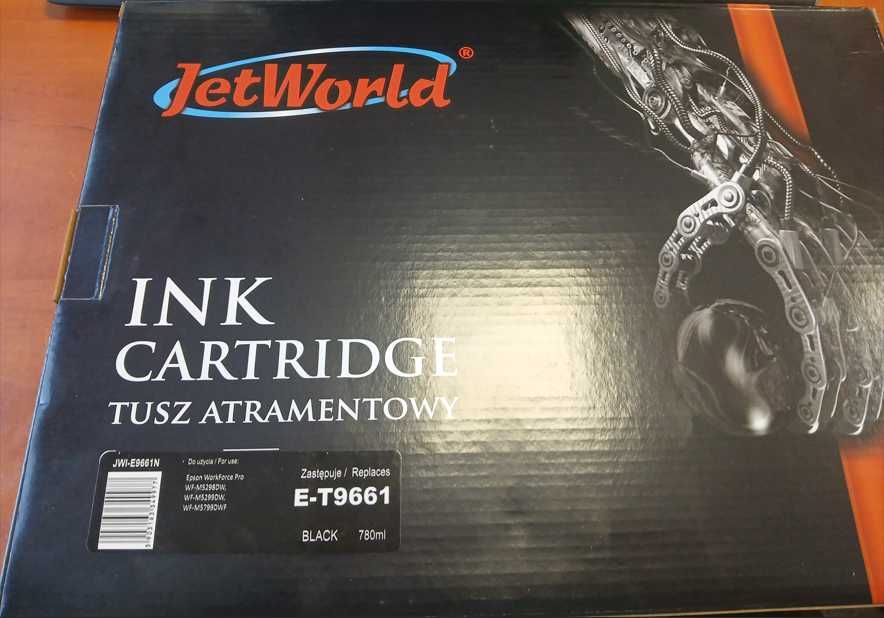 JetWorld®
INK
CARTRIDGE
TUSZ ATRAMENTOWY
JWI-E9661N
Do użycia / For use:
Epson WorkForce Pro
WF-M5298DW,
WF-M5299DW,
WF-M5799DWF
Zastępuje / Replaces
E-T9661
BLACK 780ml